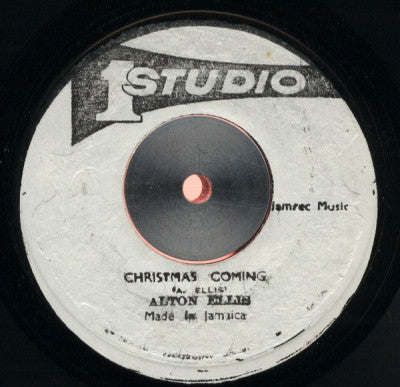 1 STUDIO
Jamrec Music
CHRISTMAS COMING
(A. ELLIS)
ALTON ELLIS
Made In Jamaica